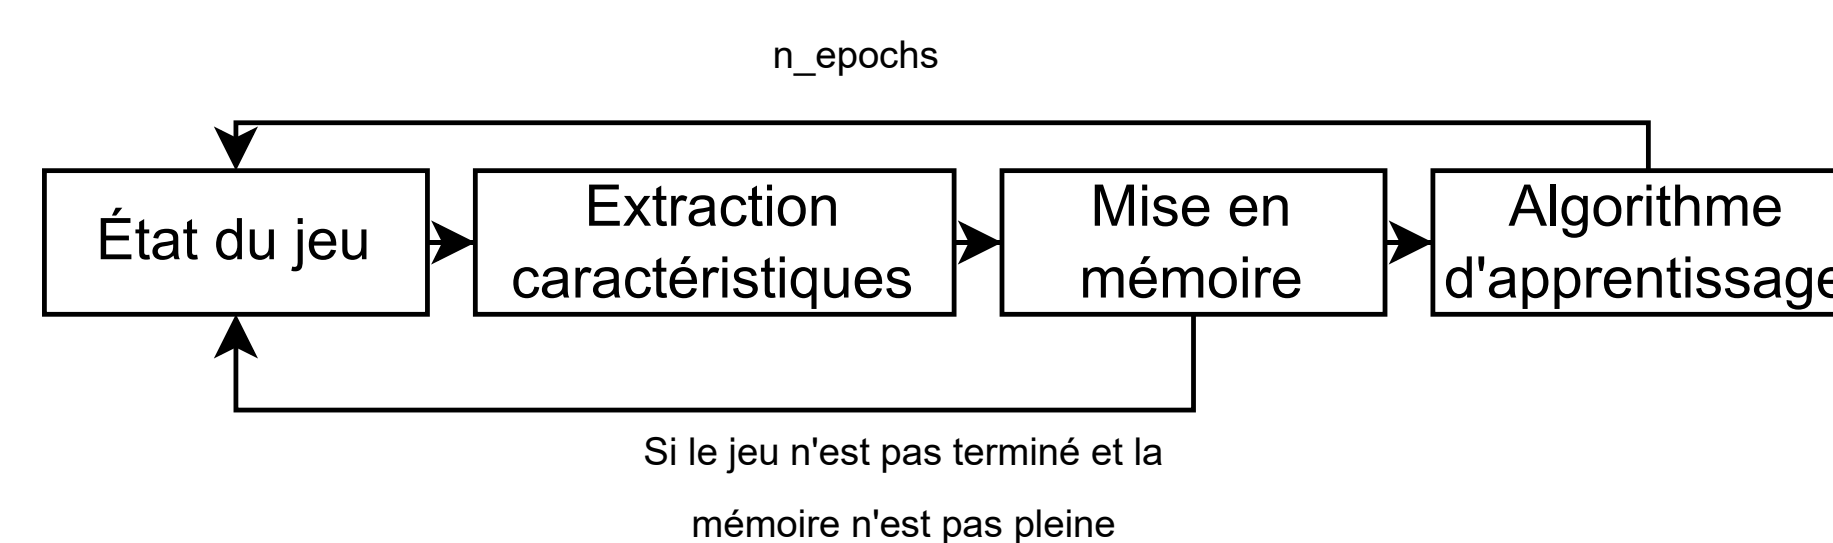 n_epochs
État du jeu
Extraction
caractéristiques
Mise en
mémoire
Algorithme
d'apprentissage
Si le jeu n'est pas terminé et la
mémoire n'est pas pleine